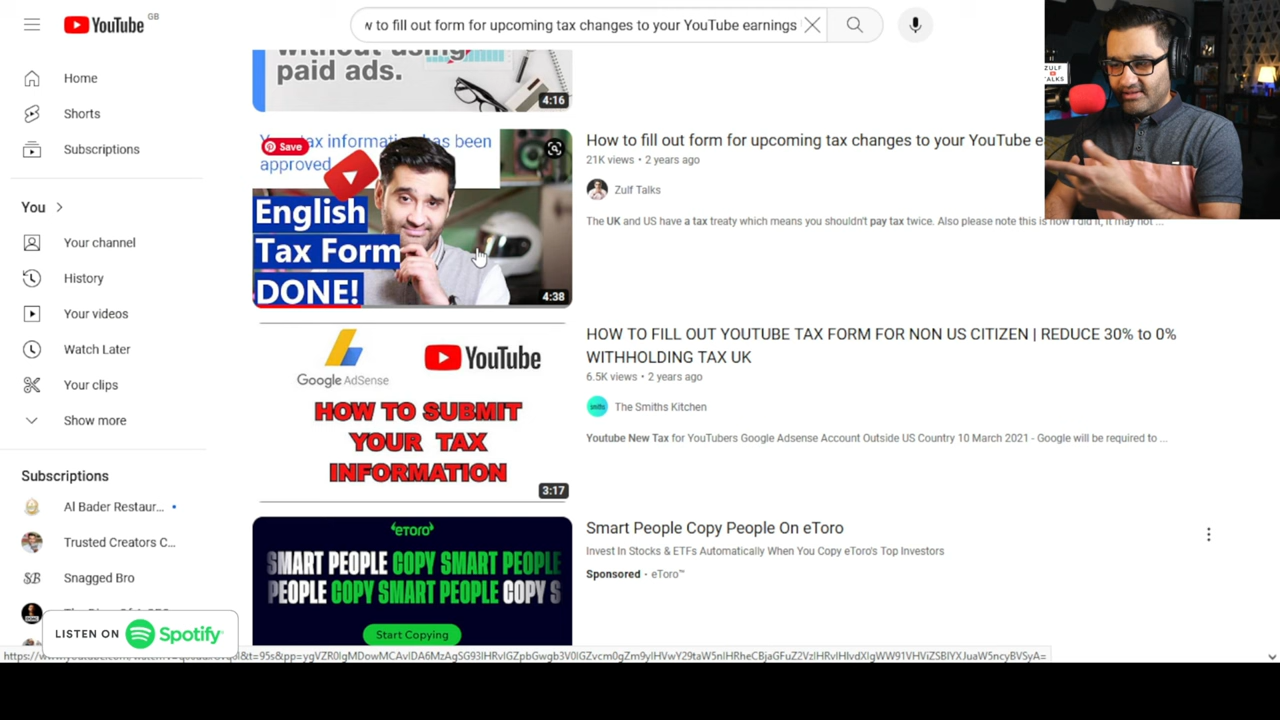 YouTube GB
w to fill out form for upcoming tax changes to your YouTube earnings
ZULF
TALKS
Home
Shorts
Subscriptions
You
Your channel
History
Your videos
Watch Later
Your clips
Show more
Subscriptions
Al Bader Restaur...
Trusted Creators C...
Snagged Bro
LISTEN ON Spotify
without using
paid ads.
4:16
Save
tax information has been
approved
English
Tax Form
DONE!
4:38
How to fill out form for upcoming tax changes to your YouTube e
21K views • 2 years ago
Zulf Talks
The UK and US have a tax treaty which means you shouldn't pay tax twice. Also please note this is how I did it, it may not ...
Google AdSense
YouTube
HOW TO SUBMIT
YOUR TAX
INFORMATION
3:17
HOW TO FILL OUT YOUTUBE TAX FORM FOR NON US CITIZEN | REDUCE 30% to 0%
WITHHOLDING TAX UK
6.5K views • 2 years ago
smiths
The Smiths Kitchen
Youtube New Tax for YouTubers Google Adsense Account Outside US Country 10 March 2021 - Google will be required to ...
eToro
SMART PEOPLE COPY SMART PEOPLE
PEOPLE COPY SMART PEOPLE COPY S
Start Copying
Smart People Copy People On eToro
Invest In Stocks & ETFs Automatically When You Copy eToro's Top Investors
Sponsored • eToro™